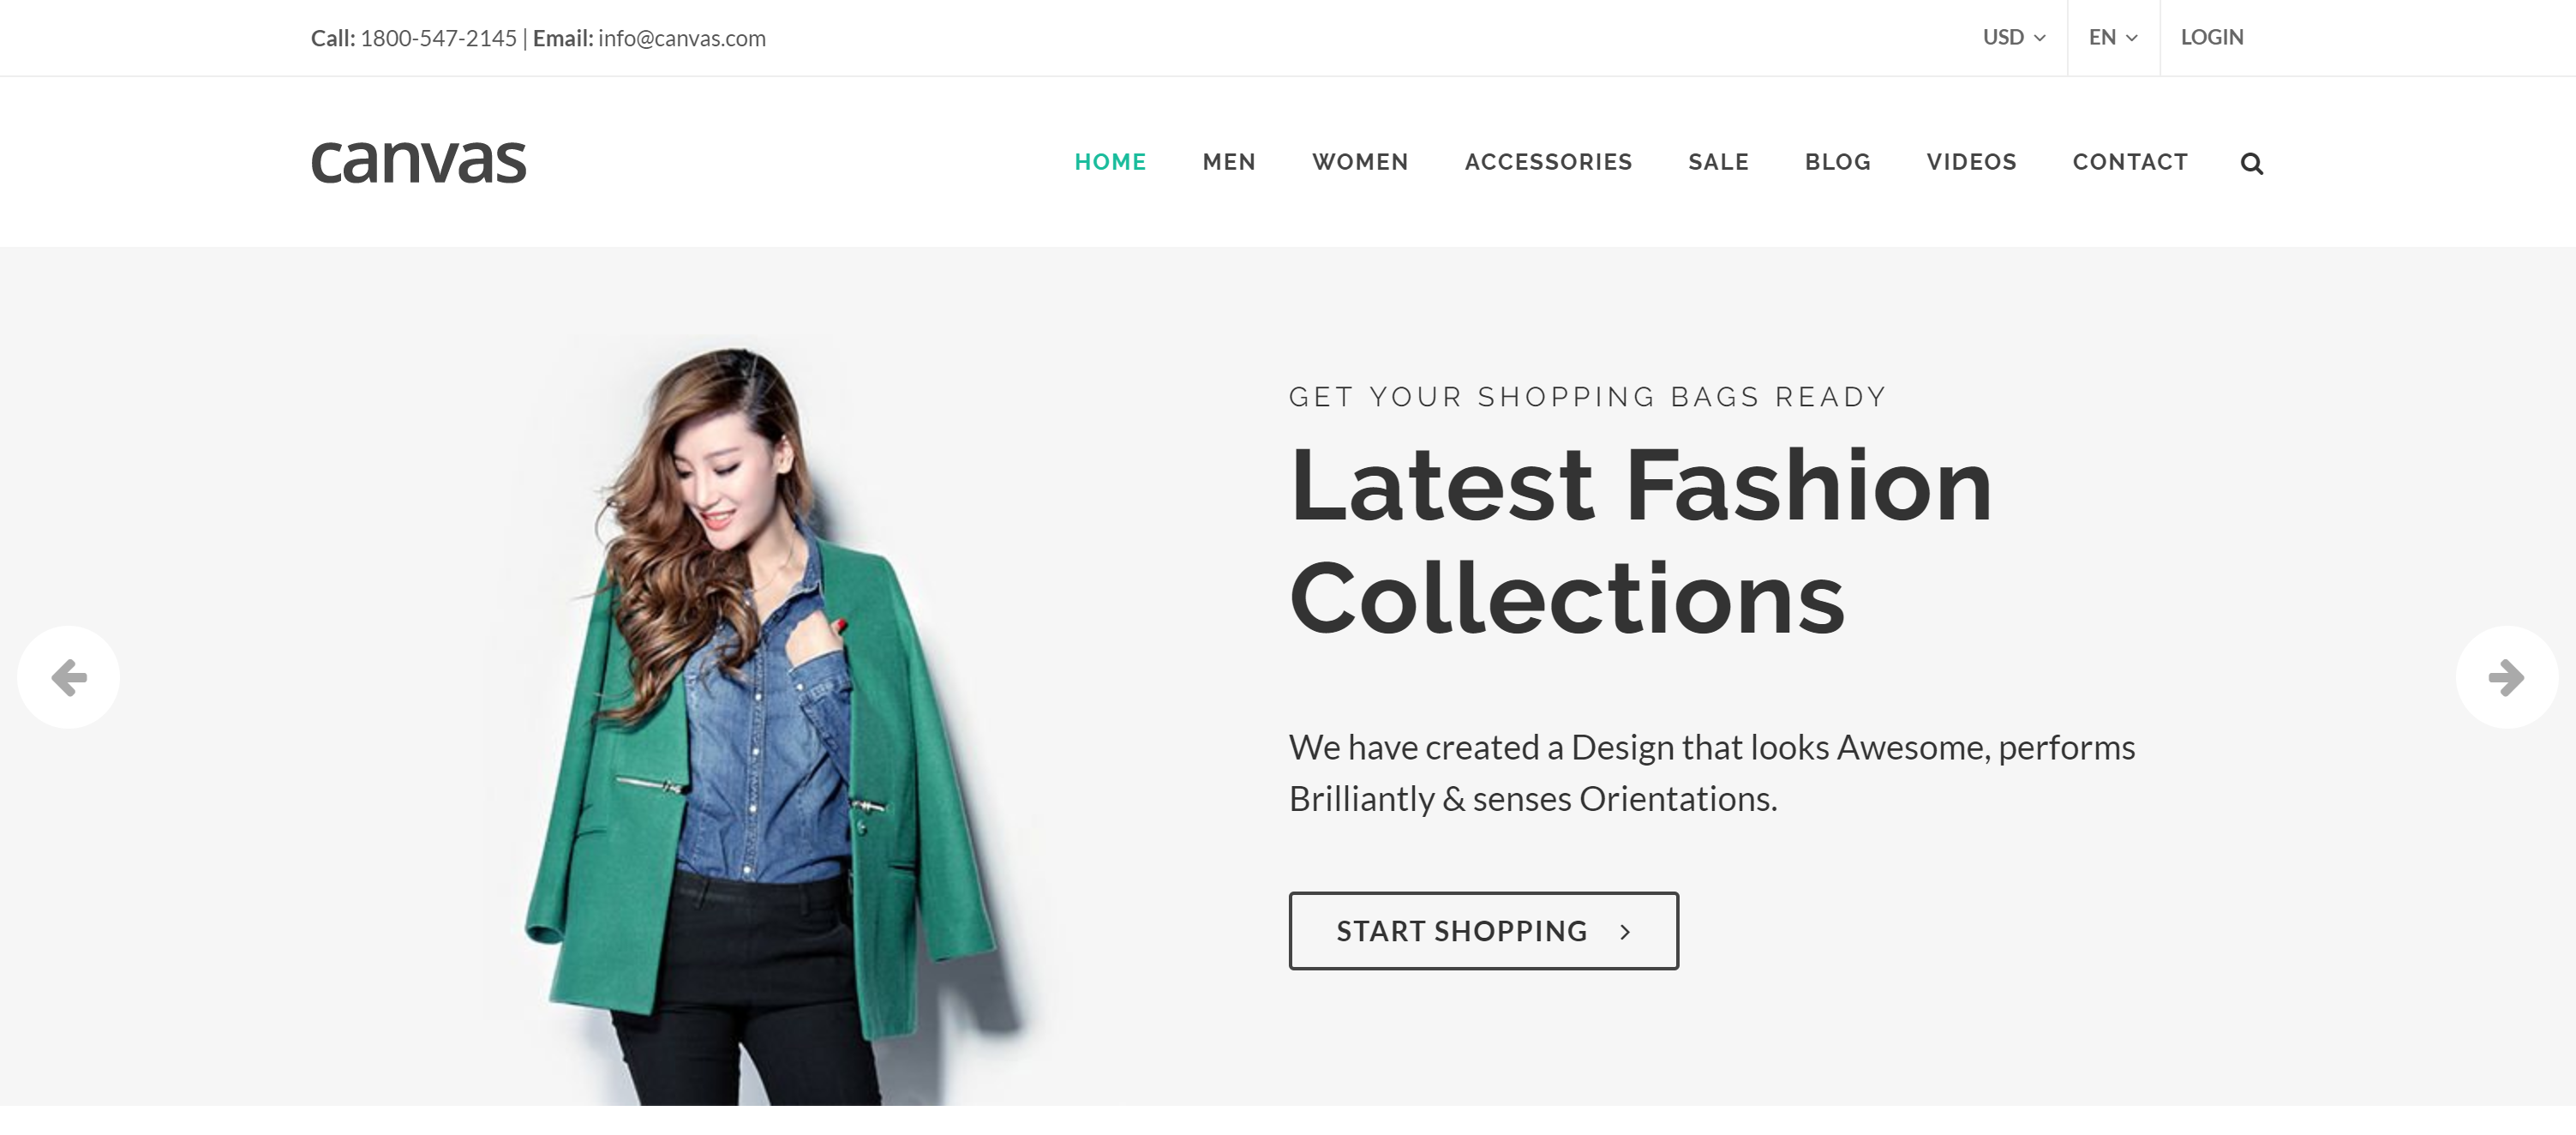 Call: 1800-547-2145 | Email: info@canvas.com
USD
EN
LOGIN
canvas
HOME
MEN
WOMEN
ACCESSORIES
SALE
BLOG
VIDEOS
CONTACT
GET YOUR SHOPPING BAGS READY
Latest Fashion
Collections
We have created a Design that looks Awesome, performs
Brilliantly & senses Orientations.
START SHOPPING